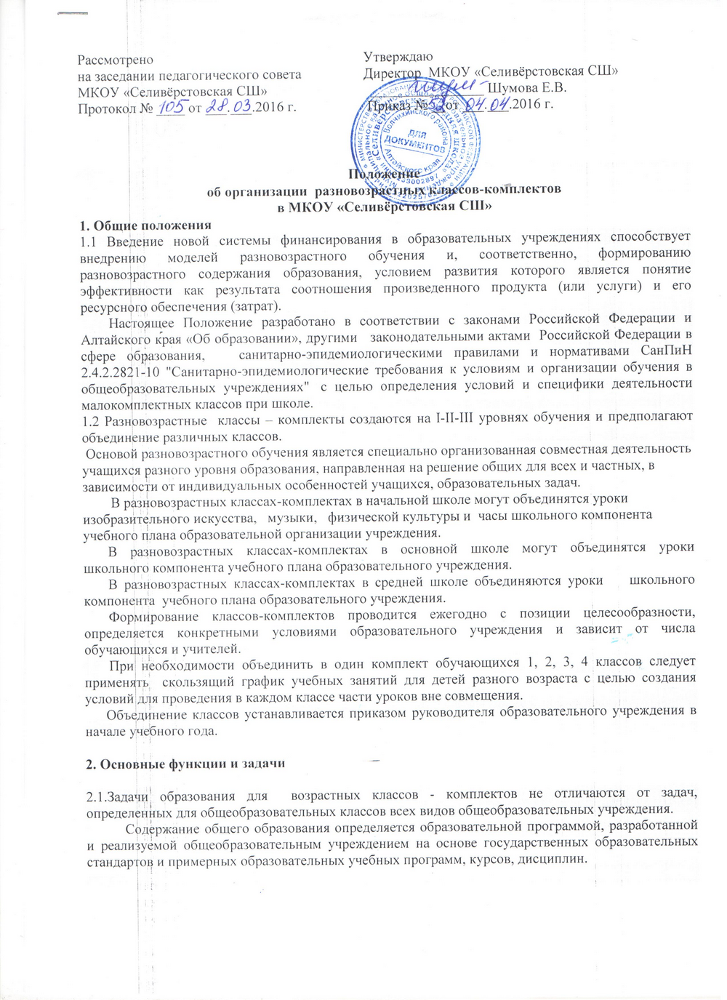 Рассмотрено
на заседании педагогического совета
МКОУ «Селивёрстовская СШ»
Протокол № 105 от 28.03.2016 г.
Утверждаю
Директор МКОУ «Селивёрстовская СШ»
Шумова Е.В.
Приказ № 52 от 04.04.2016 г.
ДЛЯ
ДОКУМЕНТОВ
Волчихинского района
Алтайского края
Положение
об организации разновозрастных классов-комплектов
в МКОУ «Селивёрстовская СШ»
1. Общие положения
1.1 Введение новой системы финансирования в образовательных учреждениях способствует
внедрению моделей разновозрастного обучения и, соответственно, формированию
разновозрастного содержания образования, условием развития которого является понятие
эффективности как результата соотношения произведенного продукта (или услуги) и его
ресурсного обеспечения (затрат).
Настоящее Положение разработано в соответствии с законами Российской Федерации и
Алтайского края «Об образовании», другими законодательными актами Российской Федерации в
сфере образования, санитарно-эпидемиологическими правилами и нормативами СанПиН
2.4.2.2821-10 "Санитарно-эпидемиологические требования к условиям и организации обучения в
общеобразовательных учреждениях" с целью определения условий и специфики деятельности
малокомплектных классов при школе.
1.2 Разновозрастные классы – комплекты создаются на I-II-III уровнях обучения и предполагают
объединение различных классов.
Основой разновозрастного обучения является специально организованная совместная деятельность
учащихся разного уровня образования, направленная на решение общих для всех и частных, в
зависимости от индивидуальных особенностей учащихся, образовательных задач.
В разновозрастных классах-комплектах в начальной школе могут объединятся уроки
изобразительного искусства, музыки, физической культуры и часы школьного компонента
учебного плана образовательной организации учреждения.
В разновозрастных классах-комплектах в основной школе могут объединятся уроки
школьного компонента учебного плана образовательного учреждения.
В разновозрастных классах-комплектах в средней школе объединяются уроки школьного
компонента учебного плана образовательного учреждения.
Формирование классов-комплектов проводится ежегодно с позиции целесообразности,
определяется конкретными условиями образовательного учреждения и зависит от числа
обучающихся и учителей.
При необходимости объединить в один комплект обучающихся 1, 2, 3, 4 классов следует
применять скользящий график учебных занятий для детей разного возраста с целью создания
условий для проведения в каждом классе части уроков вне совмещения.
Объединение классов устанавливается приказом руководителя образовательного учреждения в
начале учебного года.
2. Основные функции и задачи
2.1.Задачи образования для возрастных классов - комплектов не отличаются от задач,
определенных для общеобразовательных классов всех видов общеобразовательных учреждения.
Содержание общего образования определяется образовательной программой, разработанной
и реализуемой общеобразовательным учреждением на основе государственных образовательных
стандартов и примерных образовательных учебных программ, курсов, дисциплин.